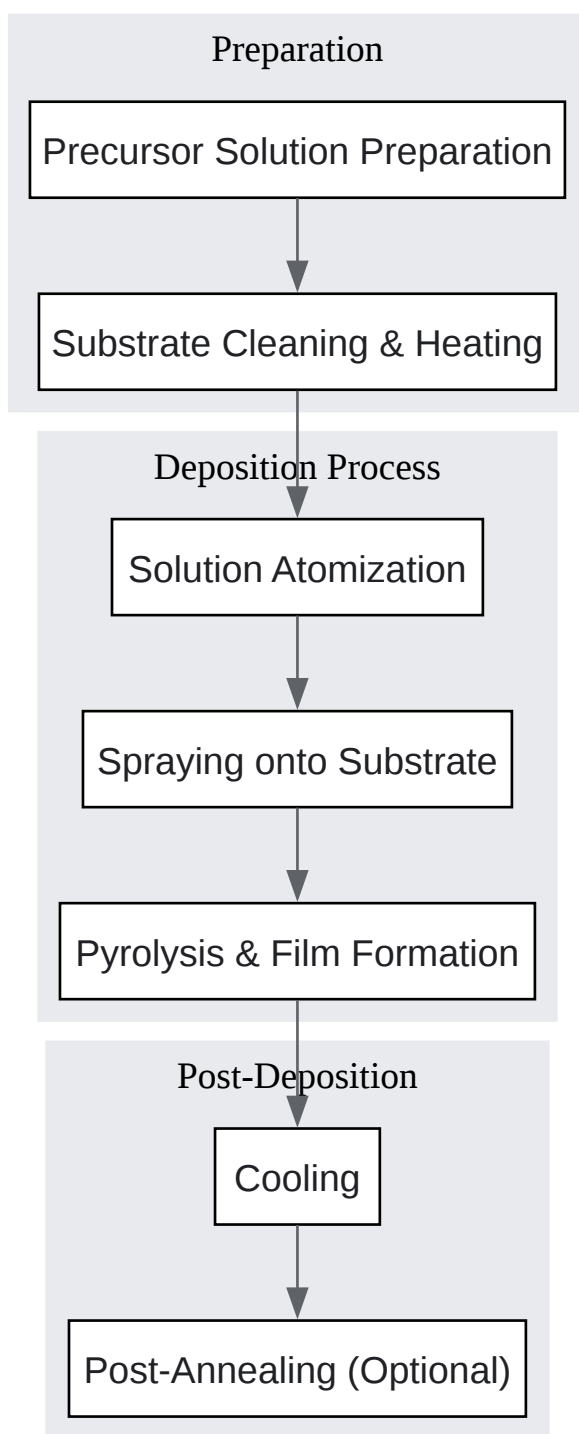 Preparation
Precursor Solution Preparation
Substrate Cleaning & Heating
Deposition Process
Solution Atomization
Spraying onto Substrate
Pyrolysis & Film Formation
Post-Deposition
Cooling
Post-Annealing (Optional)